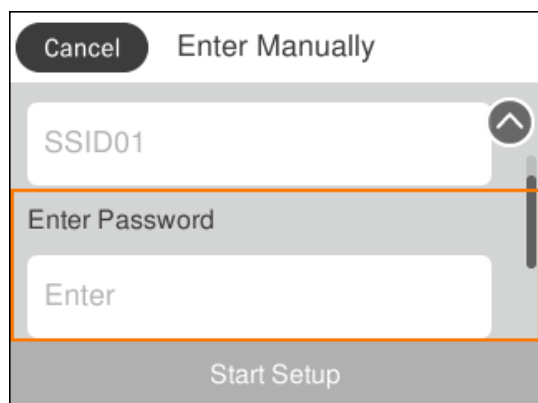 Cancel Enter Manually
SSID01
Enter Password
Enter
Start Setup